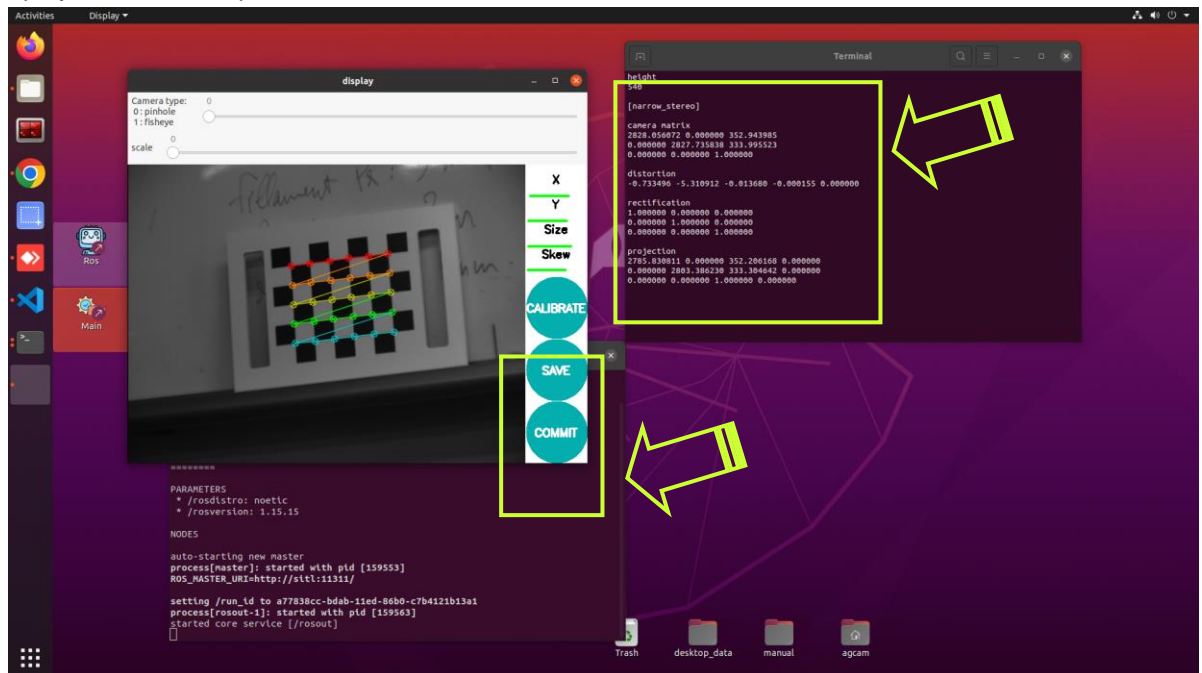 Activities
Display
display
Camera type:
0 : pinhole
1 : fisheye
0
scale
0
filament
X
Y
Size
Skew
CALIBRATE
SAVE
COMMIT
Terminal
height
540
[narrow_stereo]
camera matrix
2828.056072 0.000000 352.943985
0.000000 2827.735838 333.995523
0.000000 0.000000 1.000000
distortion
-0.733496 -5.310912 -0.013680 -0.000155 0.000000
rectification
1.000000 0.000000 0.000000
0.000000 1.000000 0.000000
0.000000 0.000000 1.000000
projection
2785.830811 0.000000 352.206168 0.000000
0.000000 2803.386230 333.304642 0.000000
0.000000 0.000000 1.000000 0.000000
Ros
Main
========
PARAMETERS
* /rosdistro: noetic
* /rosversion: 1.15.15
NODES
auto-starting new master
process[master]: started with pid [159553]
ROS_MASTER_URI=http://sitl:11311/
setting /run_id to a77838cc-bdab-11ed-86b0-c7b4121b13a1
process[rosout-1]: started with pid [159563]
started core service [/rosout]
Trash
desktop_data
manual
agcam